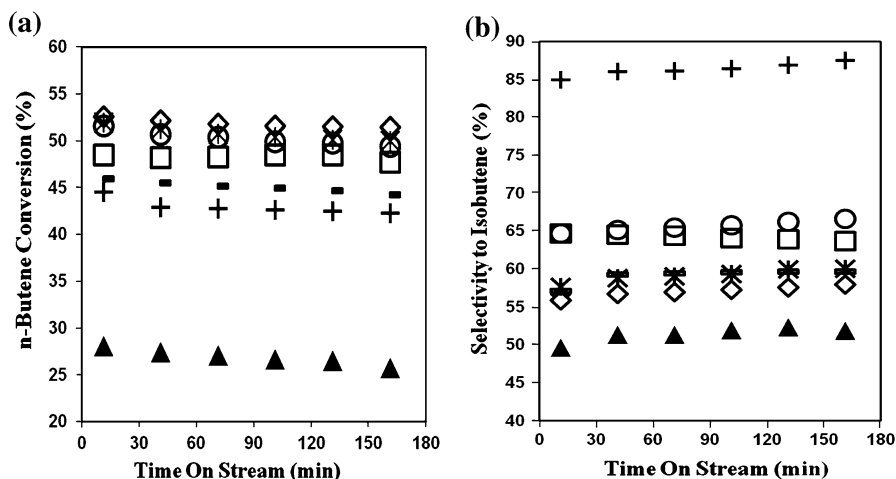 (a)
60
55
50
45
40
35
30
25
20
n-Butene Conversion (%)
0 30 60 90 120 150 180
Time On Stream (min)
(b)
90
85
80
75
70
65
60
55
50
45
40
Selectivity to Isobutene (%)
0 30 60 90 120 150 180
Time On Stream (min)